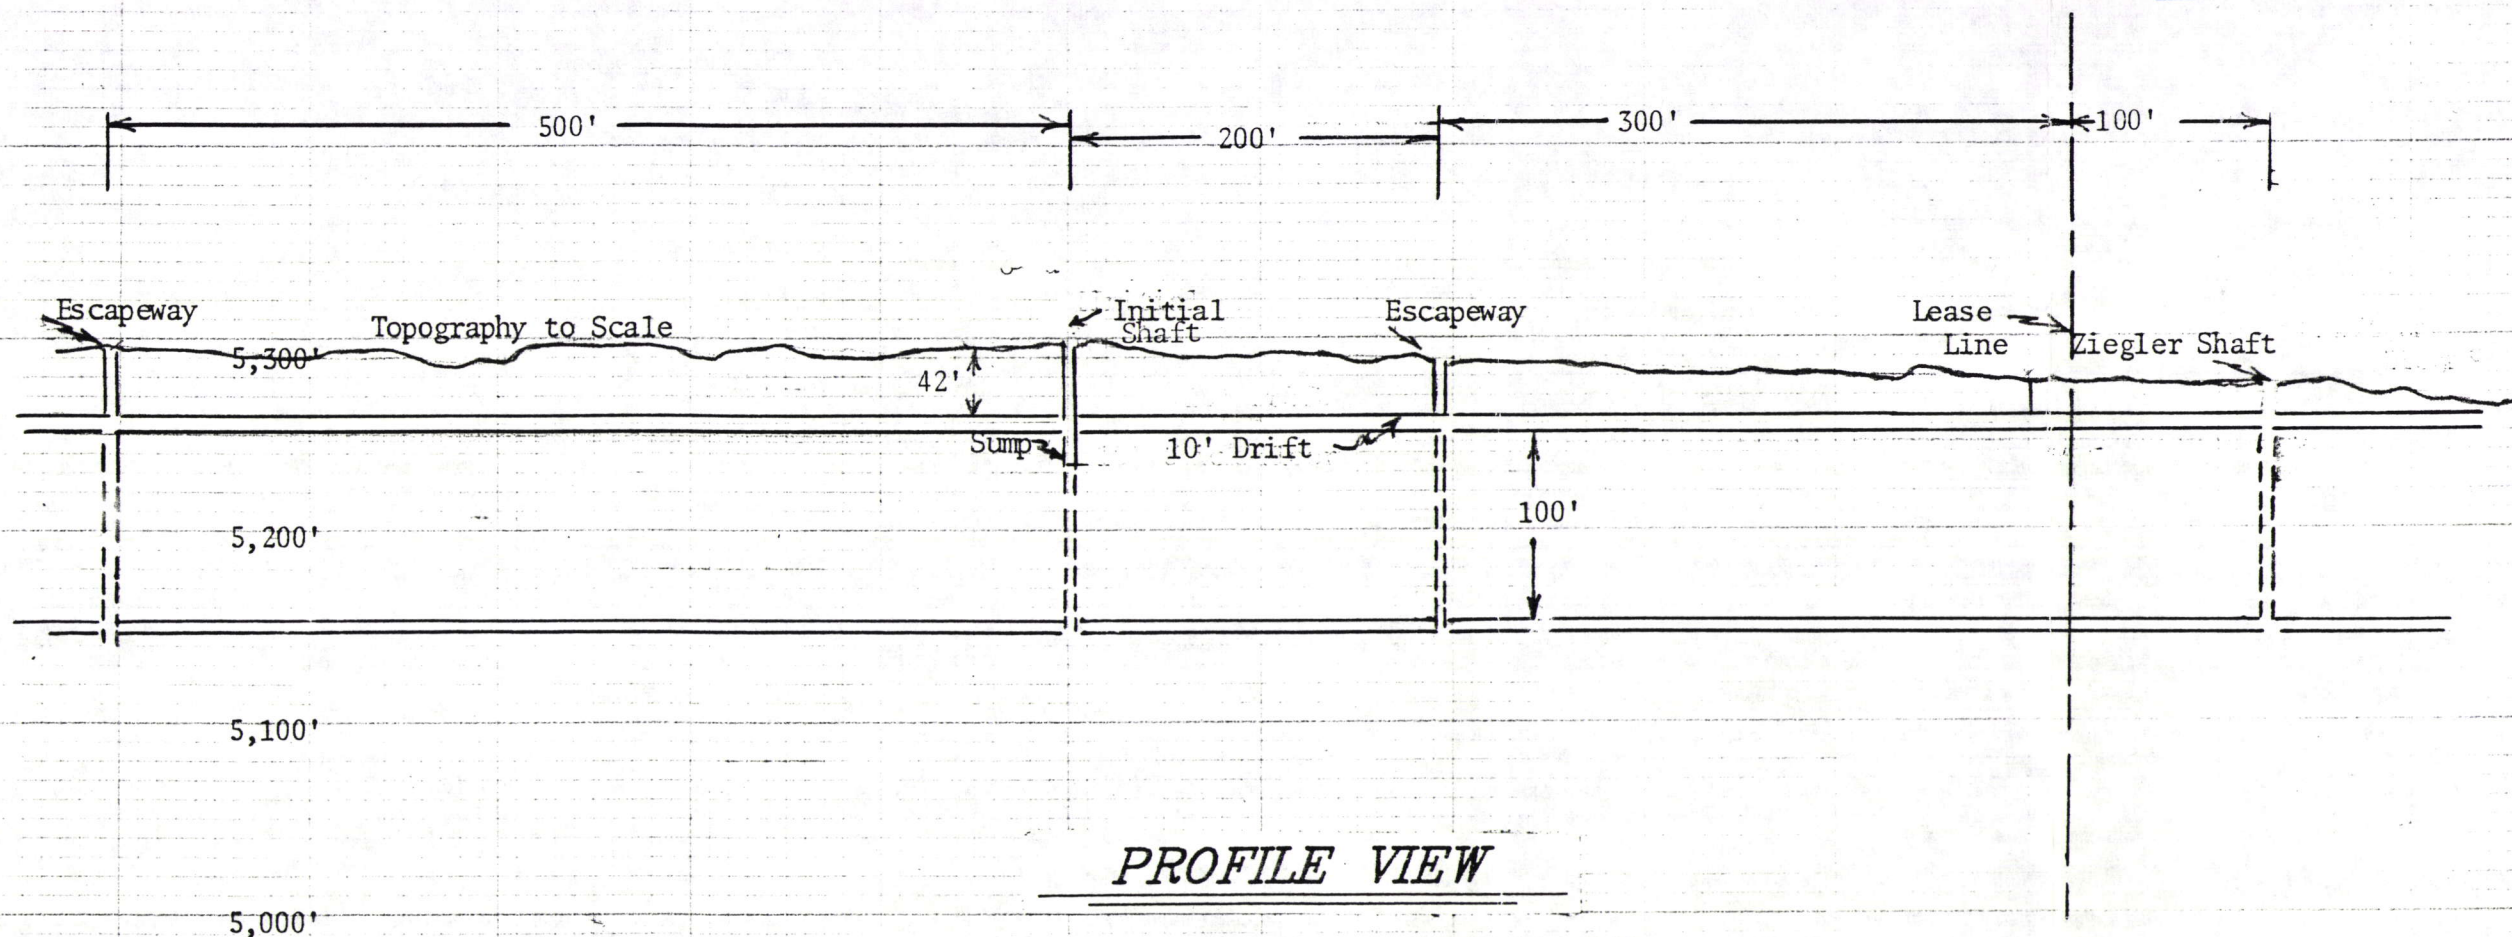 500'
200'
300'
100'
Escapeway
Topography to Scale
Initial
Shaft
Escapeway
Lease
Line
Ziegler Shaft
5,300'
42'
Sump
10' Drift
100'
5,200'
5,100'
PROFILE VIEW
5,000'